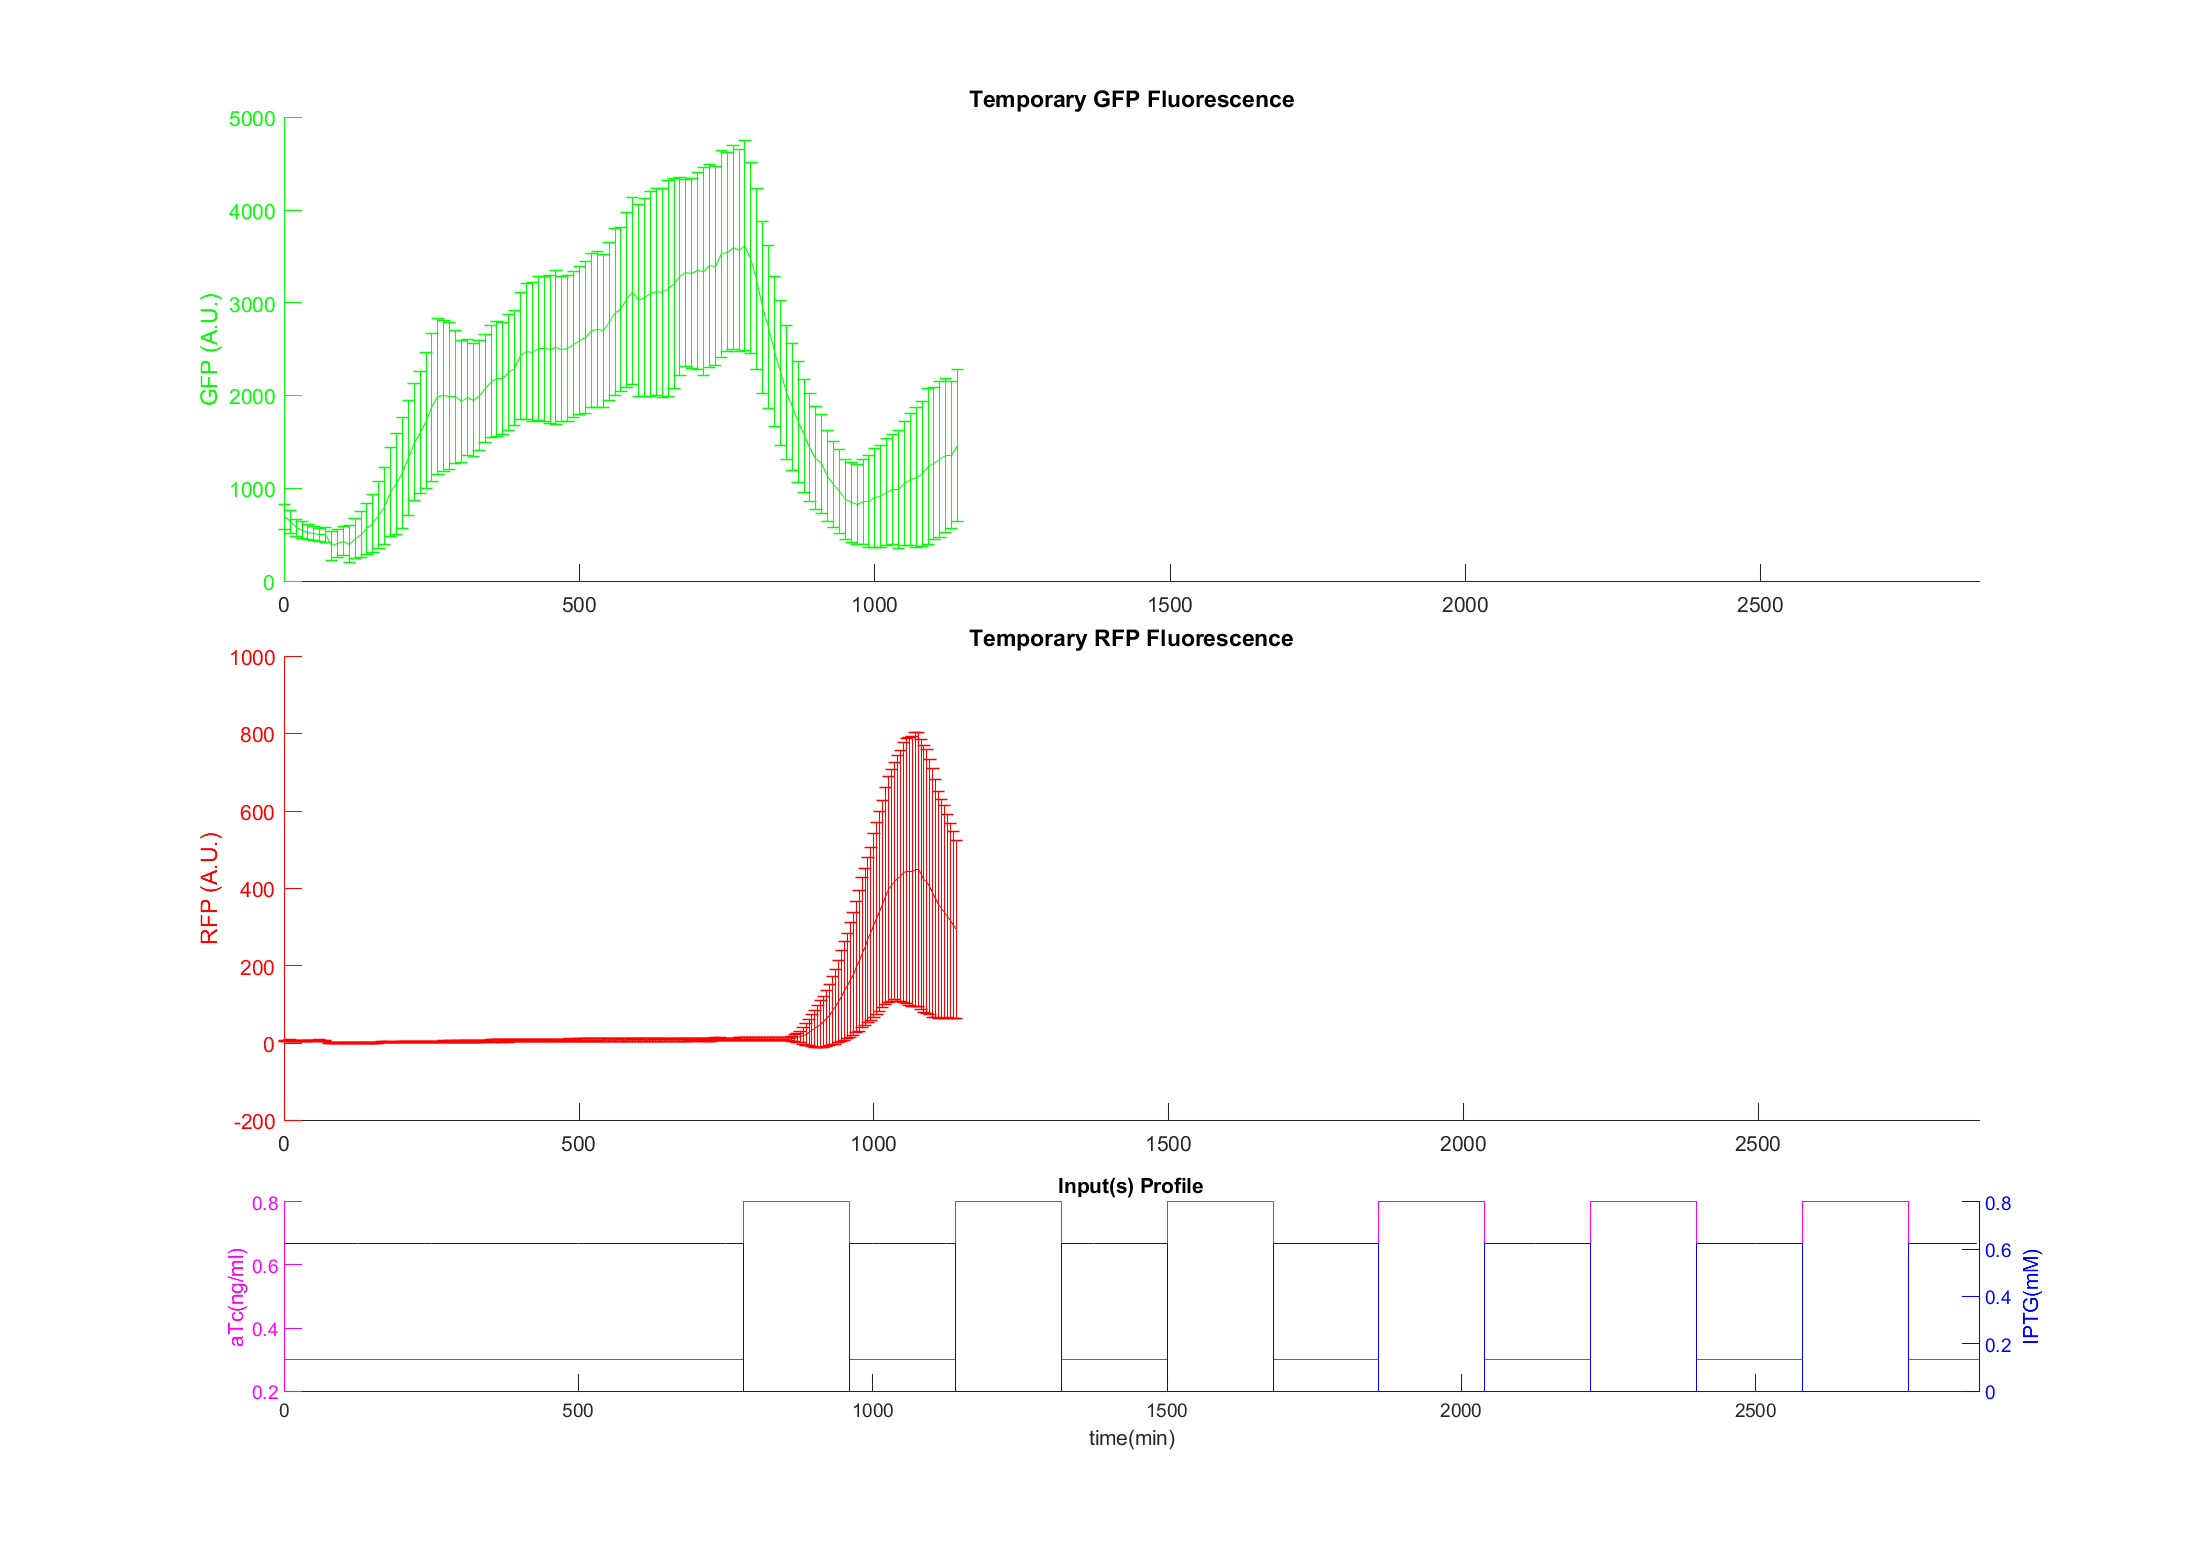 Temporary GFP Fluorescence
5000
4000
3000
2000
1000
0
GFP (A.U.)
0 500 1000 1500 2000 2500
Temporary RFP Fluorescence
1000
800
600
400
200
0
-200
RFP (A.U.)
0 500 1000 1500 2000 2500
Input(s) Profile
0.8
0.6
0.4
0.2
aTc(ng/ml)
0.8
0.6
0.4
0.2
0
IPTG(mM)
0 500 1000 1500 2000 2500
time(min)